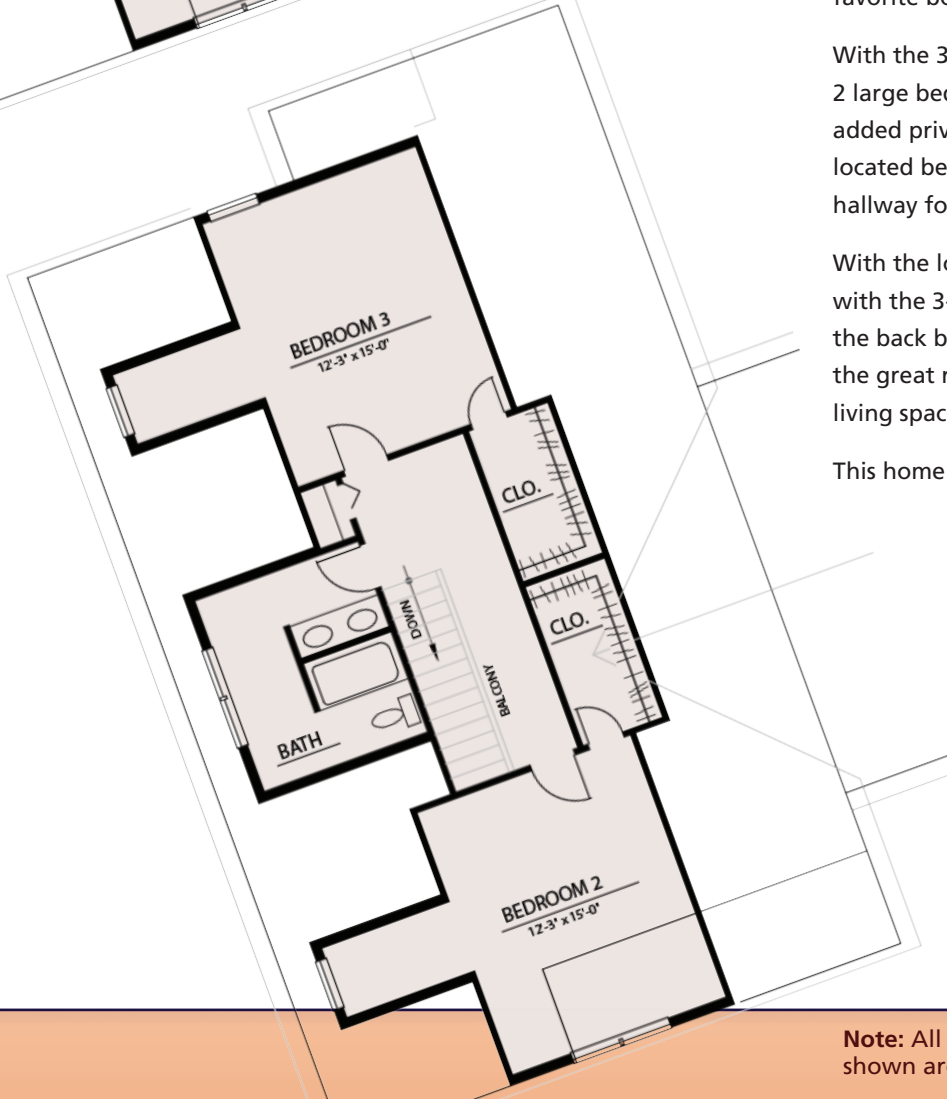 With the 3
2 large bed
added priv
located be
hallway fo
With the lo
with the 3
the back b
the great
living spac
This home
BEDROOM 3
12'-3" x 15'-0"
CLO.
CLO.
DOWN
BALCONY
BATH
BEDROOM 2
12'-3" x 15'-0"
Note: All
shown ar